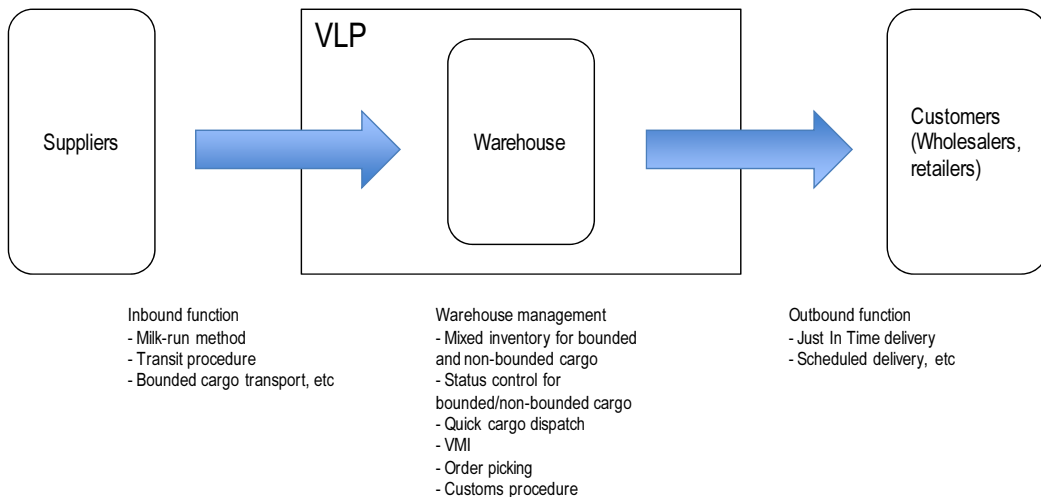 VLP
Suppliers
Warehouse
Customers
(Wholesalers,
retailers)
Inbound function
- Milk-run method
- Transit procedure
- Bounded cargo transport, etc
Warehouse management
- Mixed inventory for bounded
and non-bounded cargo
- Status control for
bounded/non-bounded cargo
- Quick cargo dispatch
- VMI
- Order picking
- Customs procedure
Outbound function
- Just In Time delivery
- Scheduled delivery, etc